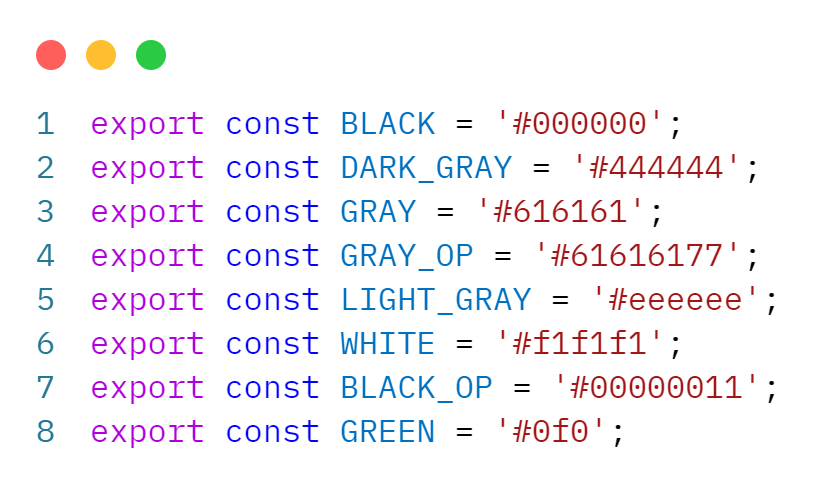 1 export const BLACK = '#000000';
2 export const DARK_GRAY = '#444444';
3 export const GRAY = '#616161';
4 export const GRAY_OP = '#61616177';
5 export const LIGHT_GRAY = '#eeeeee';
6 export const WHITE = '#f1f1f1';
7 export const BLACK_OP = '#00000011';
8 export const GREEN = '#0f0';